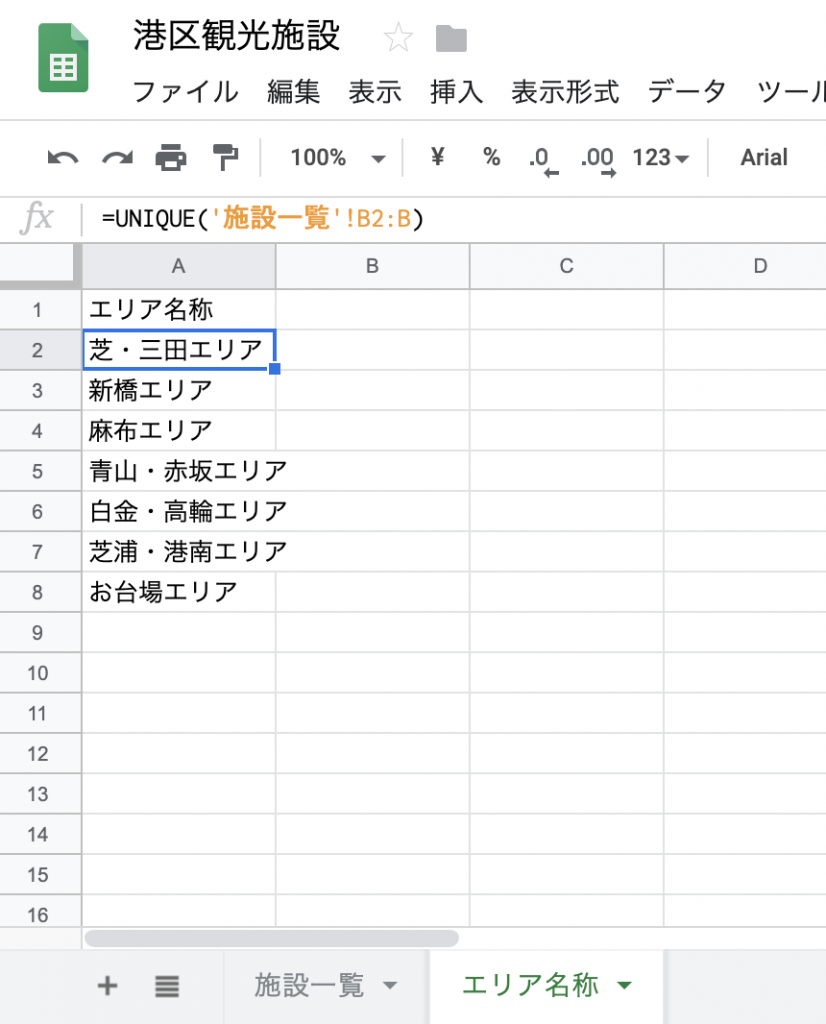 港区観光施設
ファイル 編集 表示 挿入 表示形式 データ ツール
100% ¥ % .0 .00 123 Arial
fx =UNIQUE('施設一覧'!B2:B)
A B C D
1 エリア名称
2 芝・三田エリア
3 新橋エリア
4 麻布エリア
5 青山・赤坂エリア
6 白金・高輪エリア
7 芝浦・港南エリア
8 お台場エリア
9
10
11
12
13
14
15
16
+ 施設一覧 エリア名称